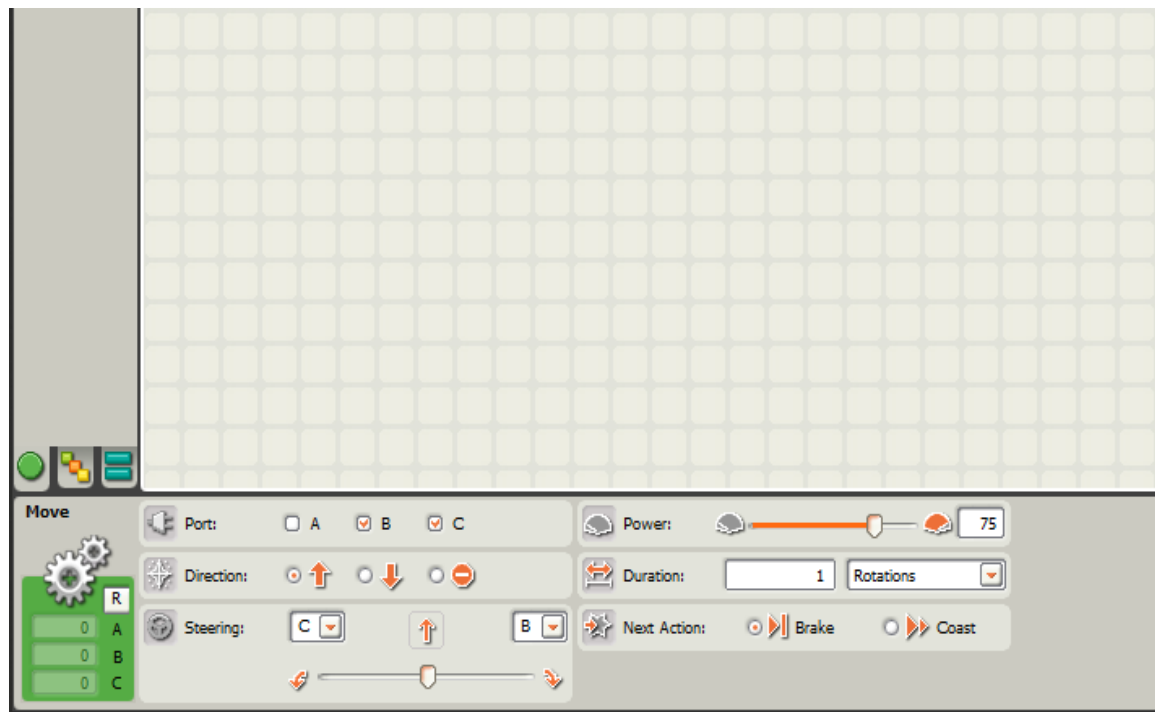 Move
R
0 A
0 B
0 C
Port: A B C
Direction:
Steering: C B
Power: 75
Duration: 1 Rotations
Next Action: Brake Coast